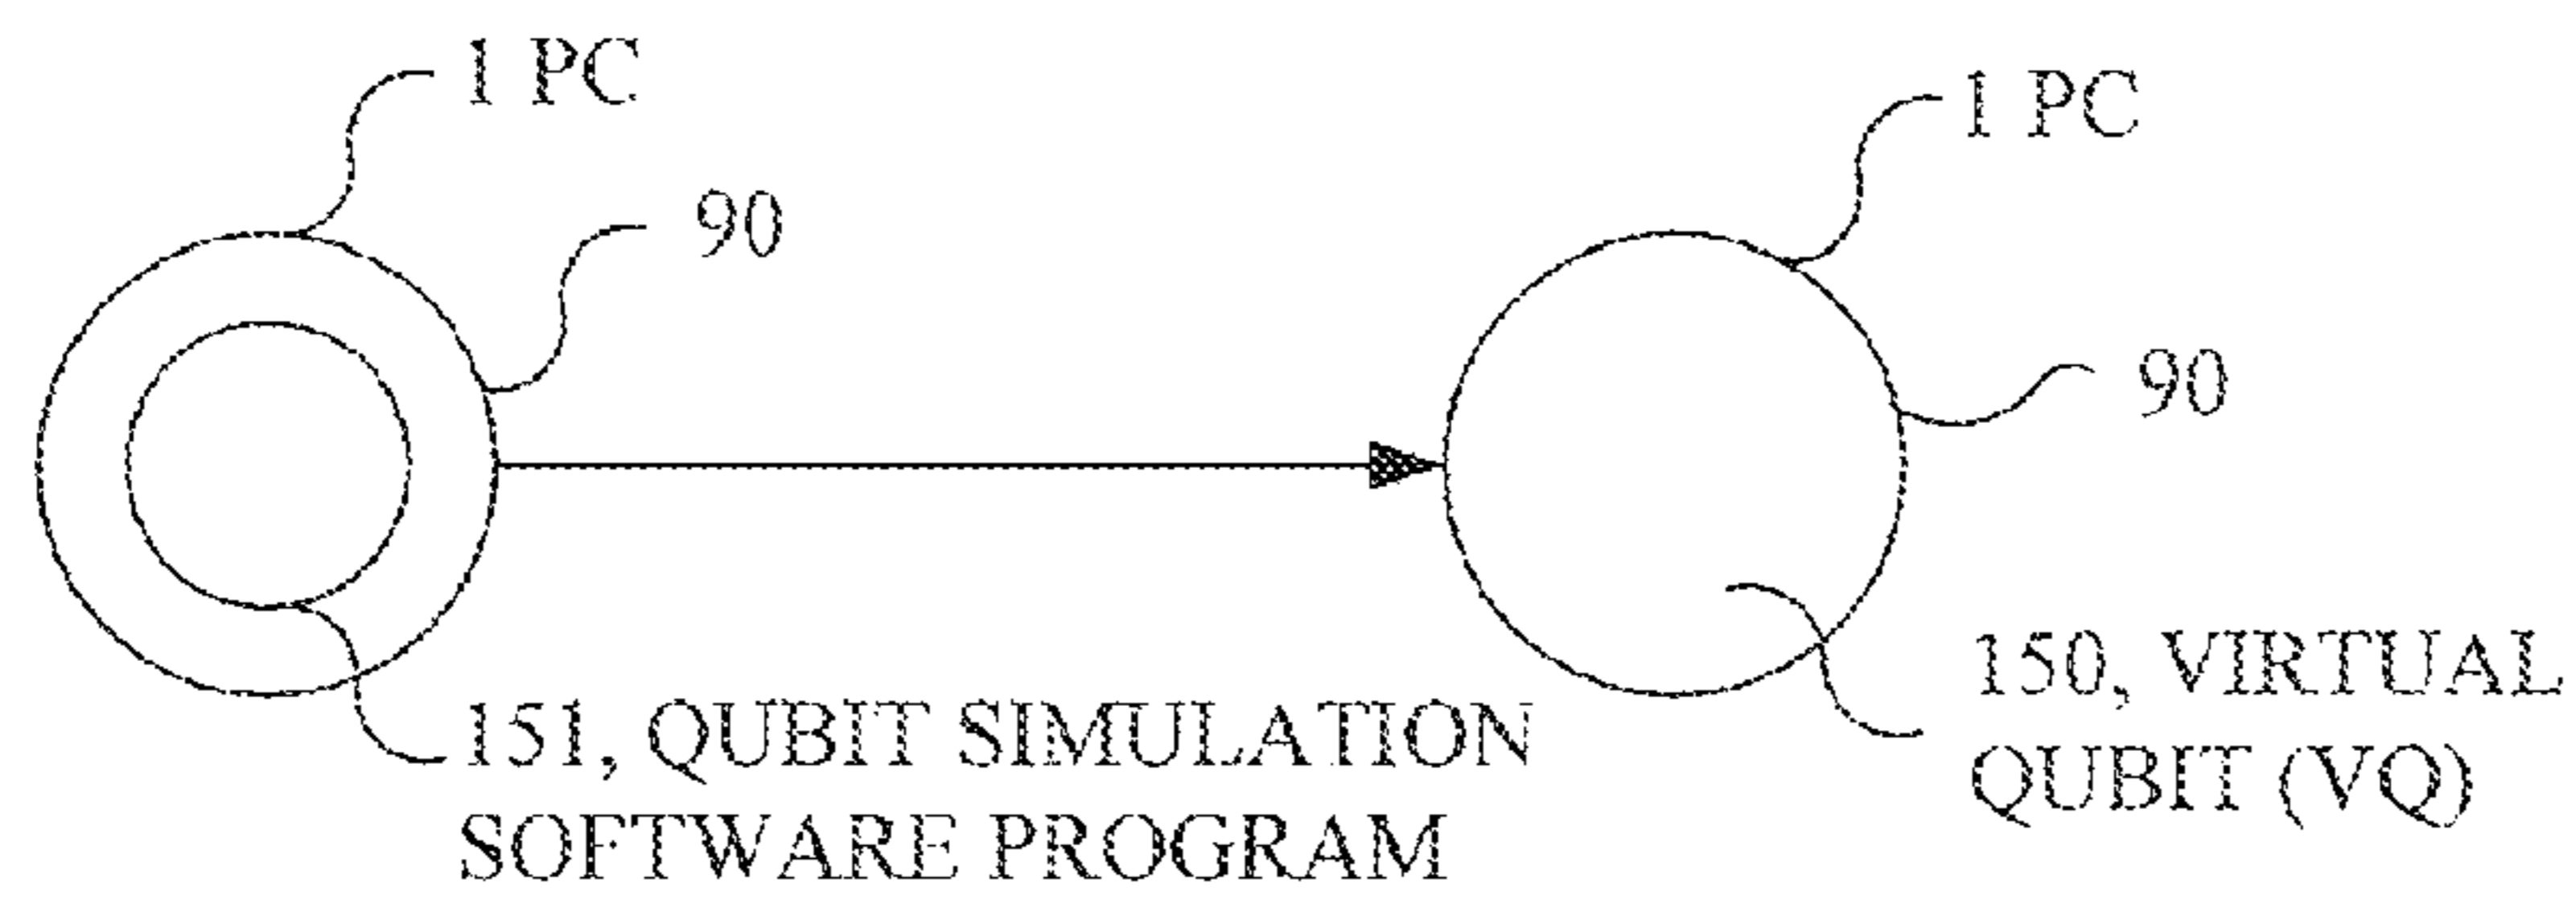 1 PC
90
151, QUBIT SIMULATION
SOFTWARE PROGRAM
1 PC
90
150, VIRTUAL
QUBIT (VQ)